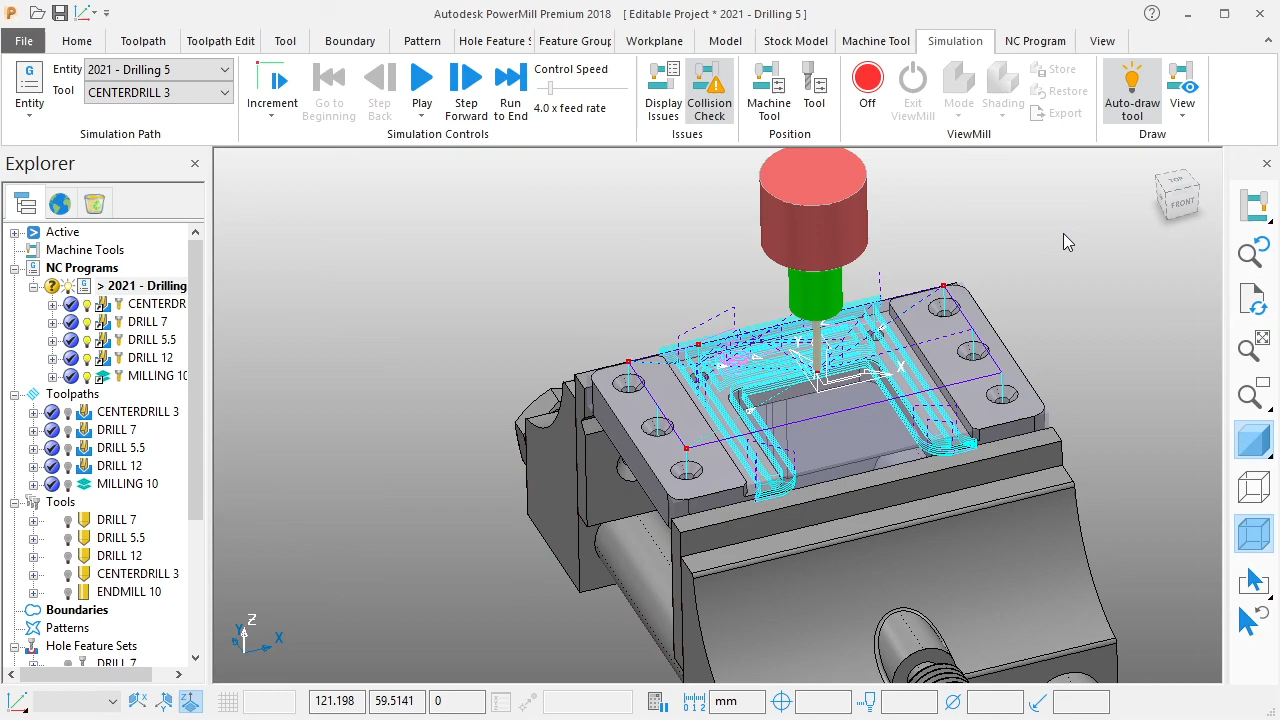 P Autodesk PowerMill Premium 2018 [ Editable Project * 2021 - Drilling 5 ]
File Home Toolpath Toolpath Edit Tool Boundary Pattern Hole Feature S Feature Group Workplane Model Stock Model Machine Tool Simulation NC Program View
Entity 2021 - Drilling 5
Tool CENTERDRILL 3
G
Entity
Simulation Path
Increment
Go to Beginning
Step Back
Play
Step Forward
Run to End
Control Speed
4.0 x feed rate
Simulation Controls
Display Issues
Collision Check
Issues
Machine Tool
Tool
Position
Off
Exit ViewMill
Mode
Shading
Store
Restore
Export
ViewMill
Auto-draw tool
View
Draw
Explorer
Active
Machine Tools
NC Programs
> 2021 - Drilling
CENTERDR
DRILL 7
DRILL 5.5
DRILL 12
MILLING 10
Toolpaths
CENTERDRILL 3
DRILL 7
DRILL 5.5
DRILL 12
MILLING 10
Tools
DRILL 7
DRILL 5.5
DRILL 12
CENTERDRILL 3
ENDMILL 10
Boundaries
Patterns
Hole Feature Sets
DRILL 7
TOP
FRONT
Y
X
Z
Y
X
121.198 59.5141 0 mm